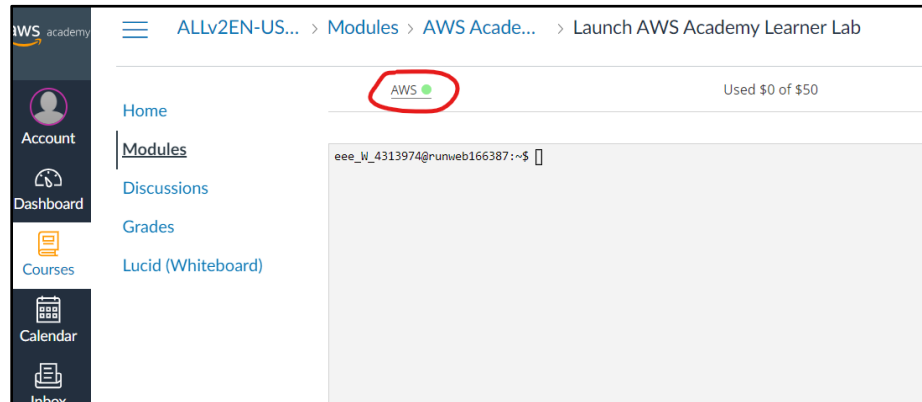 aws academy
ALLv2EN-US... > Modules > AWS Acade... > Launch AWS Academy Learner Lab
AWS
Used $0 of $50
Account
Dashboard
Courses
Calendar
Inbox
Home
Modules
Discussions
Grades
Lucid (Whiteboard)
eee_W_4313974@runweb166387:~$